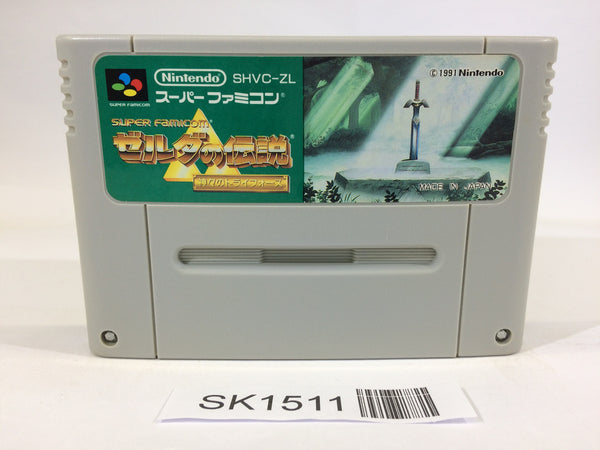 Nintendo® SHVC-ZL
スーパーファミコン®
SUPER FAMICOM
SUPER FAMICOM®
ゼルダの伝説®
神々のトライフォース
©1991 Nintendo
MADE IN JAPAN
SK1511